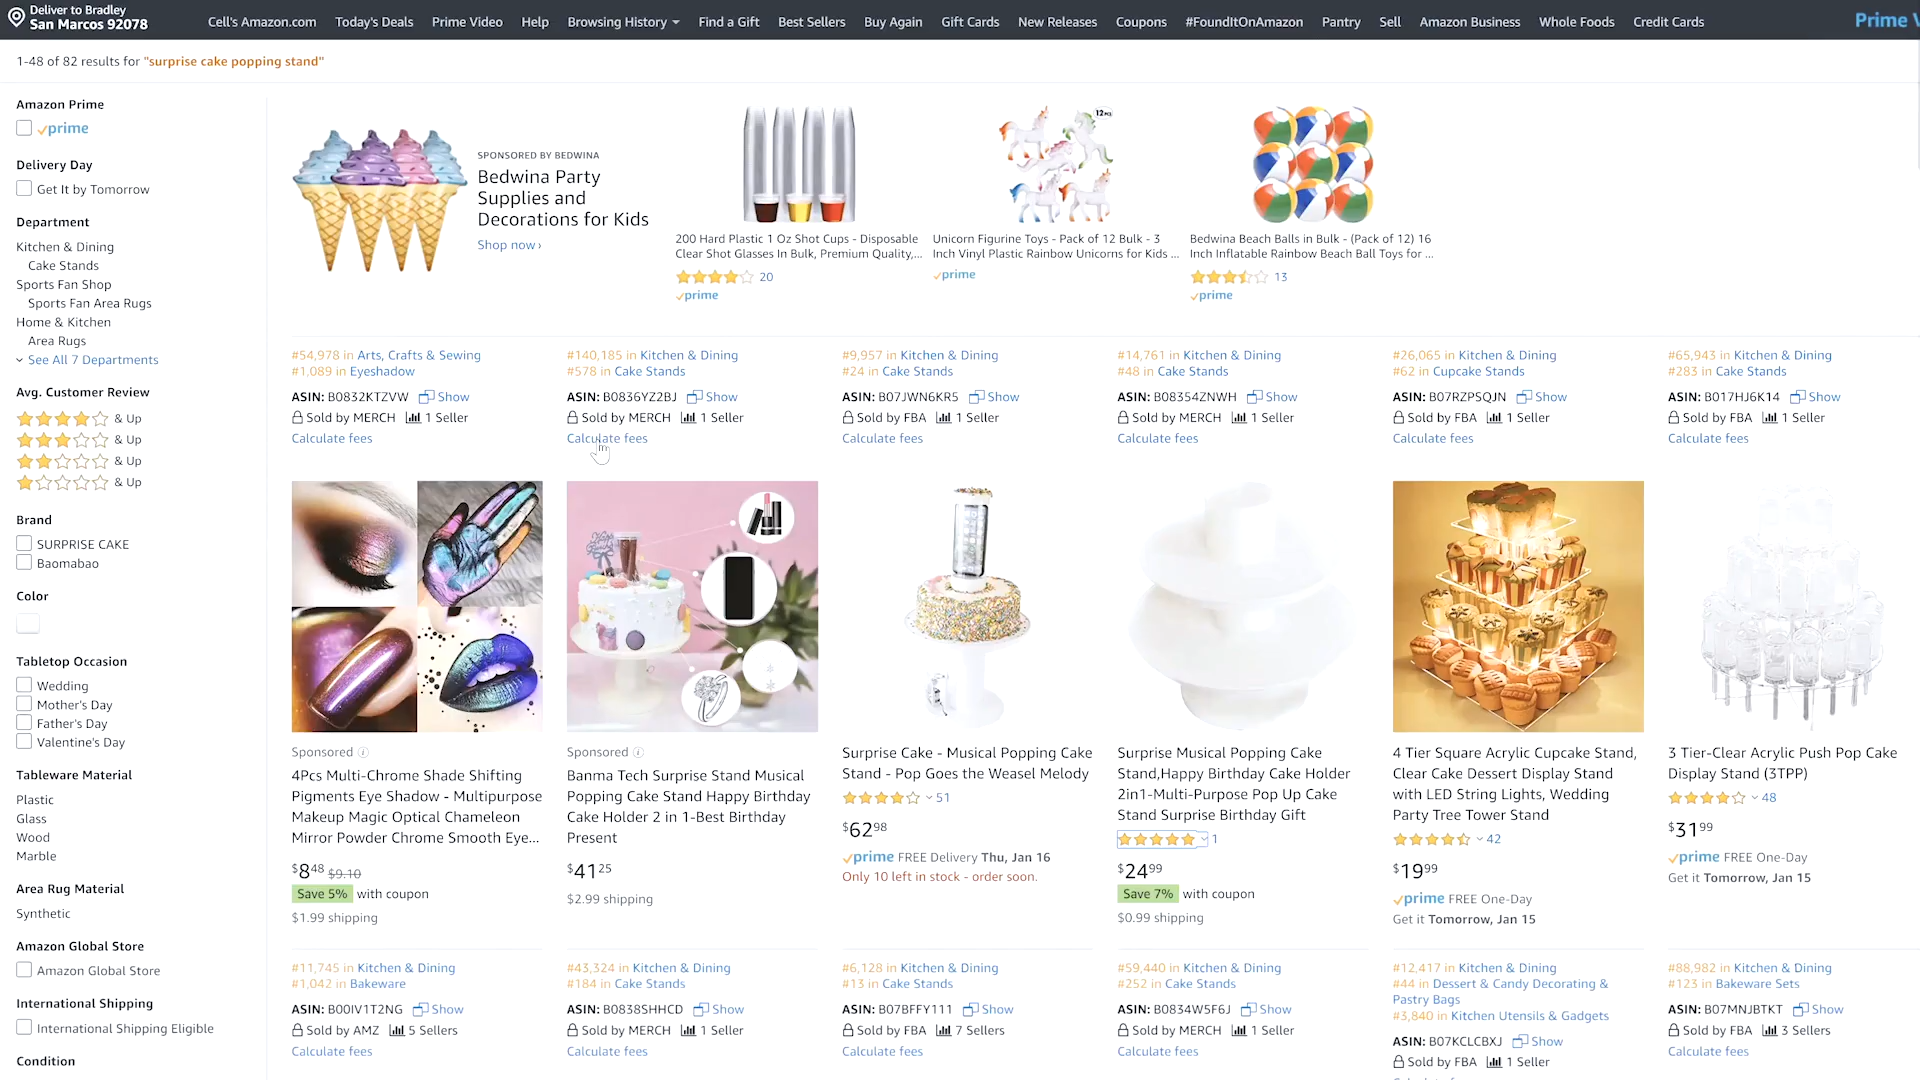 Deliver to Bradley
San Marcos 92078
Cell's Amazon.com Today's Deals Prime Video Help Browsing History Find a Gift Best Sellers Buy Again Gift Cards New Releases Coupons #FoundItOnAmazon Pantry Sell Amazon Business Whole Foods Credit Cards
Prime V
1-48 of 82 results for "surprise cake popping stand"
Amazon Prime
prime
Delivery Day
Get It by Tomorrow
Department
Kitchen & Dining
Cake Stands
Sports Fan Shop
Sports Fan Area Rugs
Home & Kitchen
Area Rugs
See All 7 Departments
Avg. Customer Review
& Up
& Up
& Up
& Up
Brand
SURPRISE CAKE
Baomabao
Color
Tabletop Occasion
Wedding
Mother's Day
Father's Day
Valentine's Day
Tableware Material
Plastic
Glass
Wood
Marble
Area Rug Material
Synthetic
Amazon Global Store
Amazon Global Store
International Shipping
International Shipping Eligible
Condition
SPONSORED BY BEDWINA
Bedwina Party
Supplies and
Decorations for Kids
Shop now ›
200 Hard Plastic 1 Oz Shot Cups - Disposable
Clear Shot Glasses In Bulk, Premium Quality,...
20
prime
12 PCS
Unicorn Figurine Toys - Pack of 12 Bulk - 3
Inch Vinyl Plastic Rainbow Unicorns for Kids ...
prime
Bedwina Beach Balls in Bulk - (Pack of 12) 16
Inch Inflatable Rainbow Beach Ball Toys for ...
13
prime
#54,978 in Arts, Crafts & Sewing
#1,089 in Eyeshadow
ASIN: B0832KTZVW Show
Sold by MERCH 1 Seller
Calculate fees
Sponsored
4Pcs Multi-Chrome Shade Shifting
Pigments Eye Shadow - Multipurpose
Makeup Magic Optical Chameleon
Mirror Powder Chrome Smooth Eye...
$8 48 $9.10
Save 5% with coupon
$1.99 shipping
#140,185 in Kitchen & Dining
#578 in Cake Stands
ASIN: B0836YZ2BJ Show
Sold by MERCH 1 Seller
Calculate fees
Sponsored
Banma Tech Surprise Stand Musical
Popping Cake Stand Happy Birthday
Cake Holder 2 in 1-Best Birthday
Present
$41 25
$2.99 shipping
#9,957 in Kitchen & Dining
#24 in Cake Stands
ASIN: B07JWN6KR5 Show
Sold by FBA 1 Seller
Calculate fees
Surprise Cake - Musical Popping Cake
Stand - Pop Goes the Weasel Melody
51
$62 98
prime FREE Delivery Thu, Jan 16
Only 10 left in stock - order soon.
#14,761 in Kitchen & Dining
#48 in Cake Stands
ASIN: B08354ZNWH Show
Sold by MERCH 1 Seller
Calculate fees
Surprise Musical Popping Cake
Stand,Happy Birthday Cake Holder
2in1-Multi-Purpose Pop Up Cake
Stand Surprise Birthday Gift
1
$24 99
Save 7% with coupon
$0.99 shipping
#26,065 in Kitchen & Dining
#62 in Cupcake Stands
ASIN: B07RZPSQJN Show
Sold by FBA 1 Seller
Calculate fees
4 Tier Square Acrylic Cupcake Stand,
Clear Cake Dessert Display Stand
with LED String Lights, Wedding
Party Tree Tower Stand
42
$19 99
prime FREE One-Day
Get it Tomorrow, Jan 15
#65,943 in Kitchen & Dining
#283 in Cake Stands
ASIN: B017HJ6K14 Show
Sold by FBA 1 Seller
Calculate fees
3 Tier-Clear Acrylic Push Pop Cake
Display Stand (3TPP)
48
$31 99
prime FREE One-Day
Get it Tomorrow, Jan 15
#11,745 in Kitchen & Dining
#1,042 in Bakeware
ASIN: B00IV1T2NG Show
Sold by AMZ 5 Sellers
Calculate fees
#43,324 in Kitchen & Dining
#184 in Cake Stands
ASIN: B0838SHHCD Show
Sold by MERCH 1 Seller
Calculate fees
#6,128 in Kitchen & Dining
#13 in Cake Stands
ASIN: B07BFFY111 Show
Sold by FBA 7 Sellers
Calculate fees
#59,440 in Kitchen & Dining
#252 in Cake Stands
ASIN: B0834W5F6J Show
Sold by MERCH 1 Seller
Calculate fees
#12,417 in Kitchen & Dining
#44 in Dessert & Candy Decorating &
Pastry Bags
#3,840 in Kitchen Utensils & Gadgets
ASIN: B07KCLCBXJ Show
Sold by FBA 1 Seller
#88,982 in Kitchen & Dining
#123 in Bakeware Sets
ASIN: B07MNJBTKT Show
Sold by FBA 3 Sellers
Calculate fees